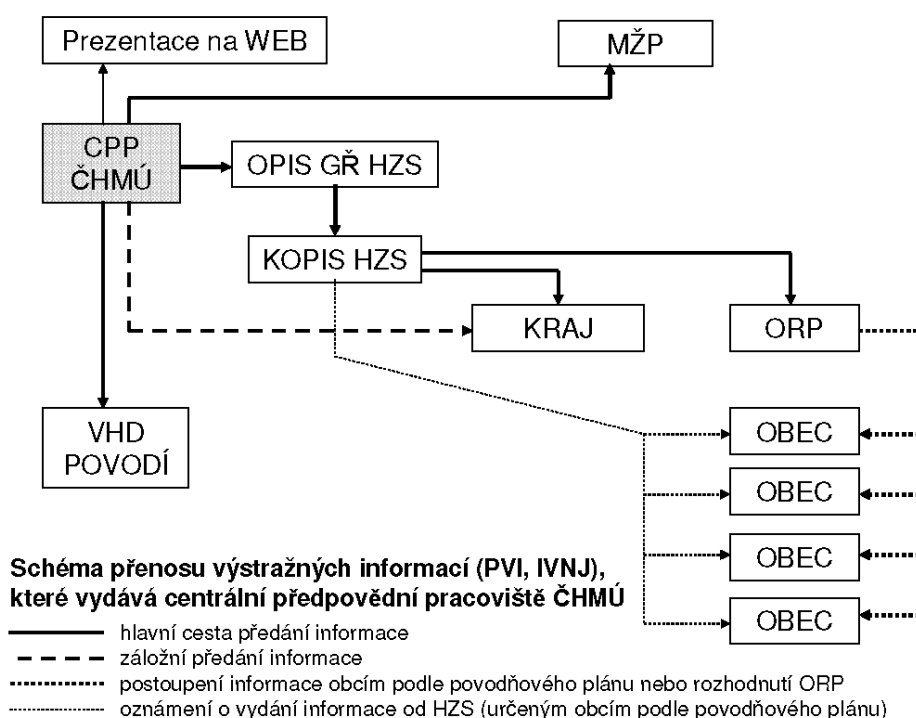 Prezentace na WEB
MŽP
CPP
ČHMÚ
OPIS GŘ HZS
KOPIS HZS
KRAJ
ORP
VHD
POVODÍ
OBEC
OBEC
OBEC
OBEC
Schéma přenosu výstražných informací (PVI, IVNJ),
které vydává centrální předpovědní pracoviště ČHMÚ
hlavní cesta předání informace
záložní předání informace
postoupení informace obcím podle povodňového plánu nebo rozhodnutí ORP
oznámení o vydání informace od HZS (určeným obcím podle povodňového plánu)